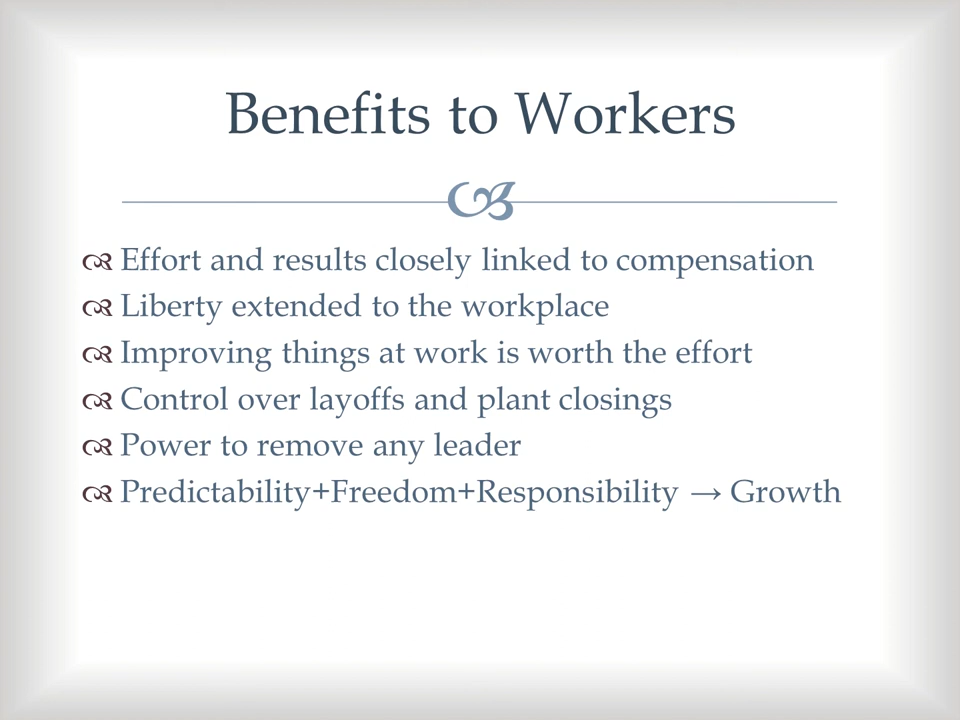 Benefits to Workers
Effort and results closely linked to compensation
Liberty extended to the workplace
Improving things at work is worth the effort
Control over layoffs and plant closings
Power to remove any leader
Predictability+Freedom+Responsibility → Growth